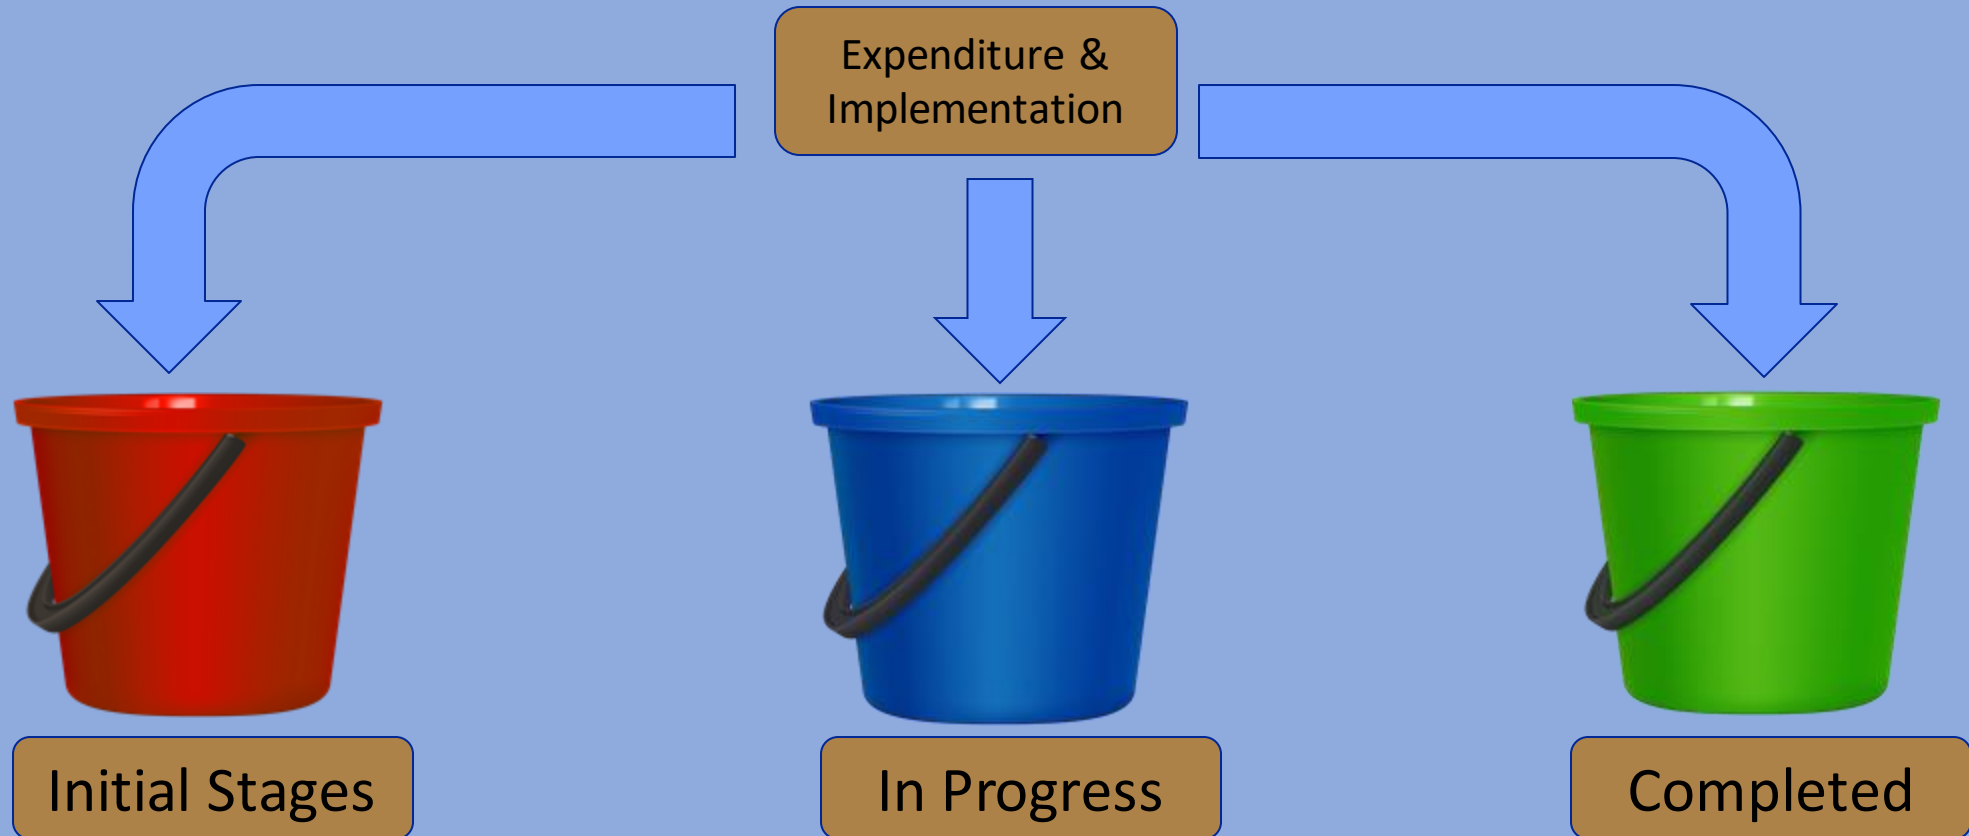 Expenditure &
Implementation
Initial Stages
In Progress
Completed